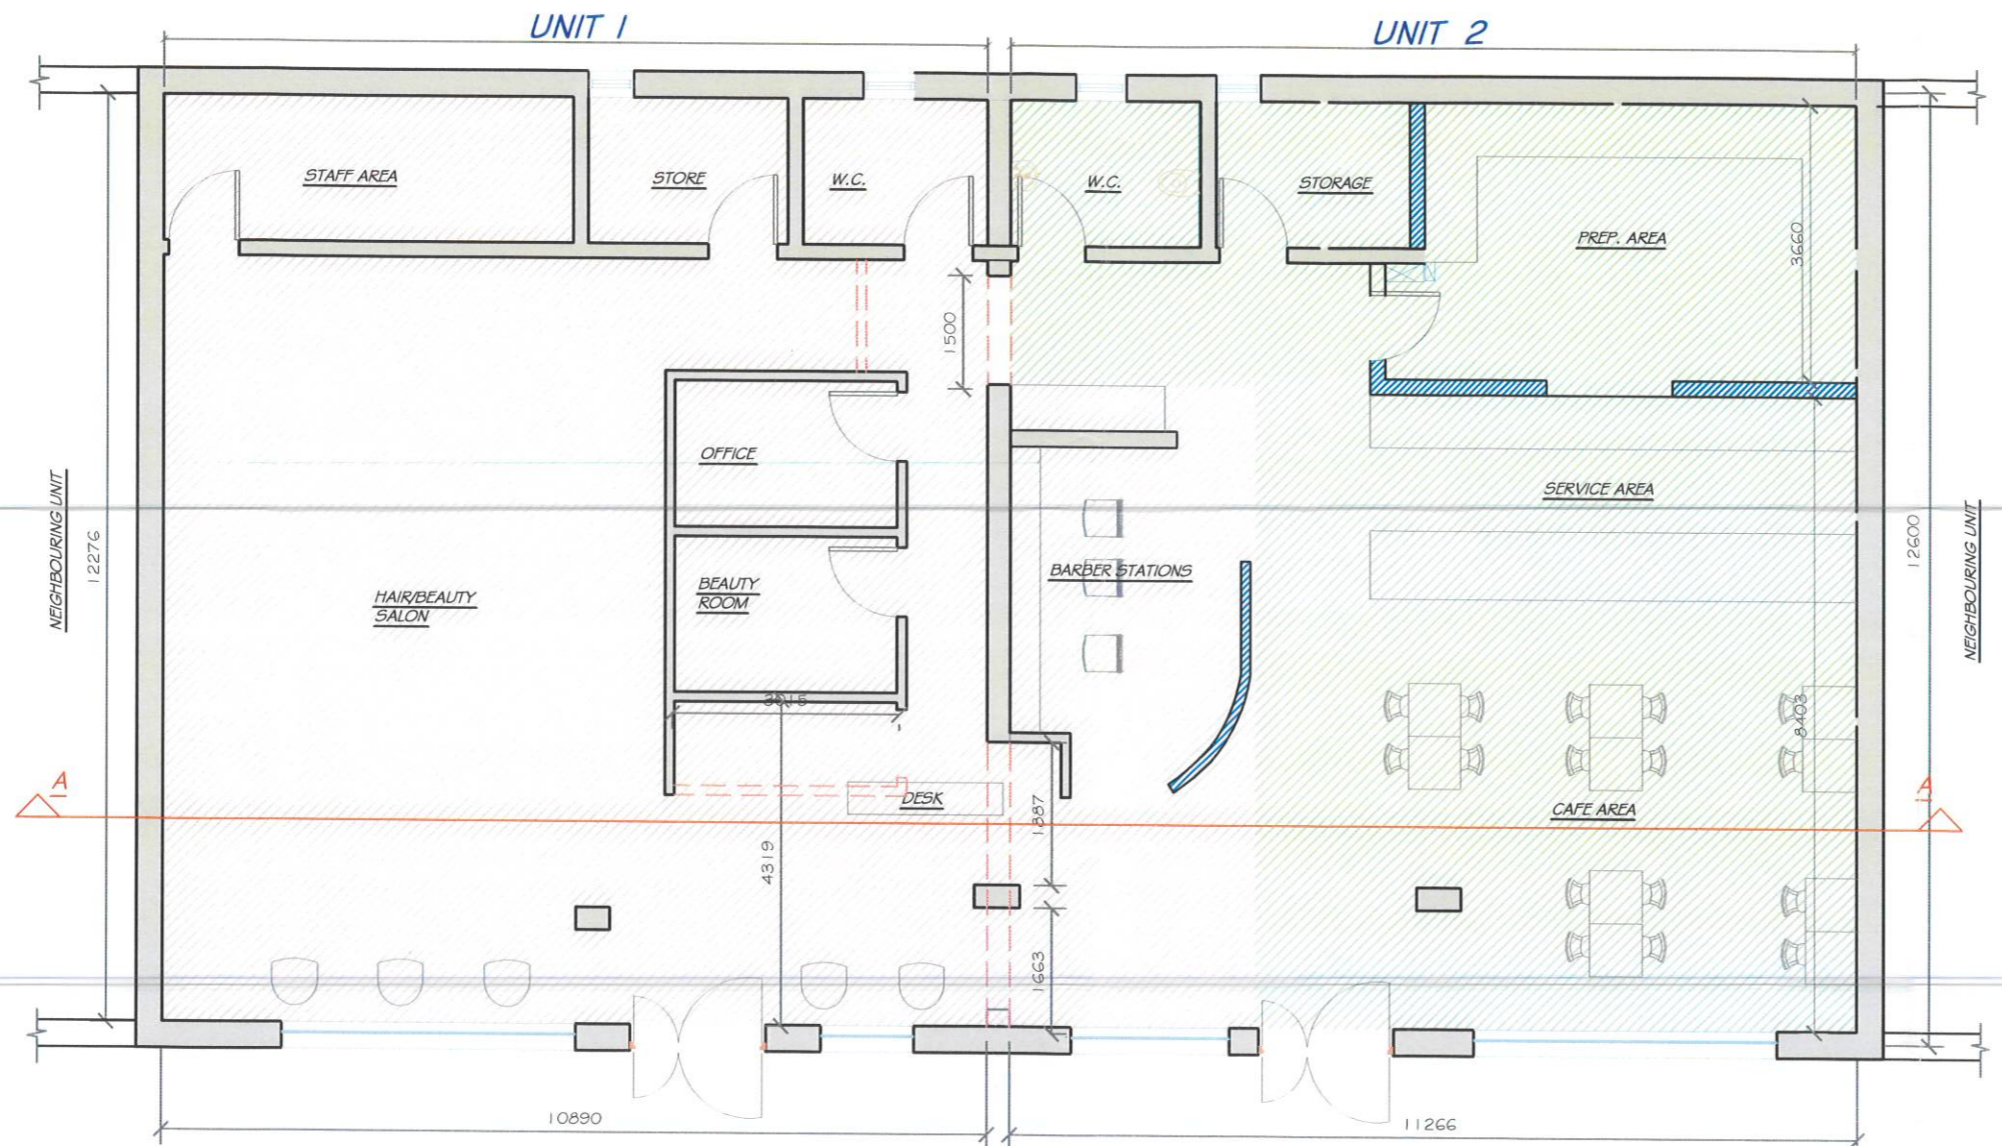 UNIT 1
UNIT 2
STAFF AREA
STORE
W.C.
W.C.
STORAGE
PREP. AREA
3660
1500
OFFICE
SERVICE AREA
NEIGHBOURING UNIT
12276
HAIR/BEAUTY
SALON
BEAUTY
ROOM
BARBER STATIONS
12600
NEIGHBOURING UNIT
3015
8403
A
DESK
1887
CAFE AREA
A
4319
1663
10890
11266